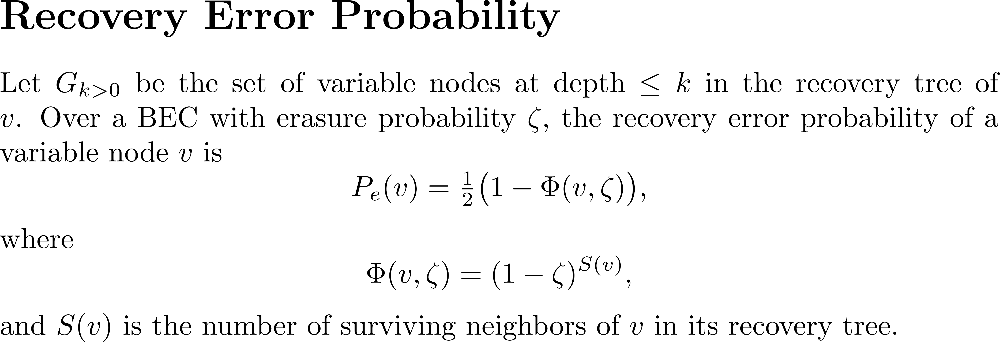 Recovery Error Probability
Let $G_{k>0}$ be the set of variable nodes at depth $\leq k$ in the recovery tree of
$v$. Over a BEC with erasure probability $\zeta$, the recovery error probability of a
variable node $v$ is
$P_e(v) = \frac{1}{2}\big(1 - \Phi(v, \zeta)\big),$
where
$\Phi(v, \zeta) = (1 - \zeta)^{S(v)},$
and $S(v)$ is the number of surviving neighbors of $v$ in its recovery tree.